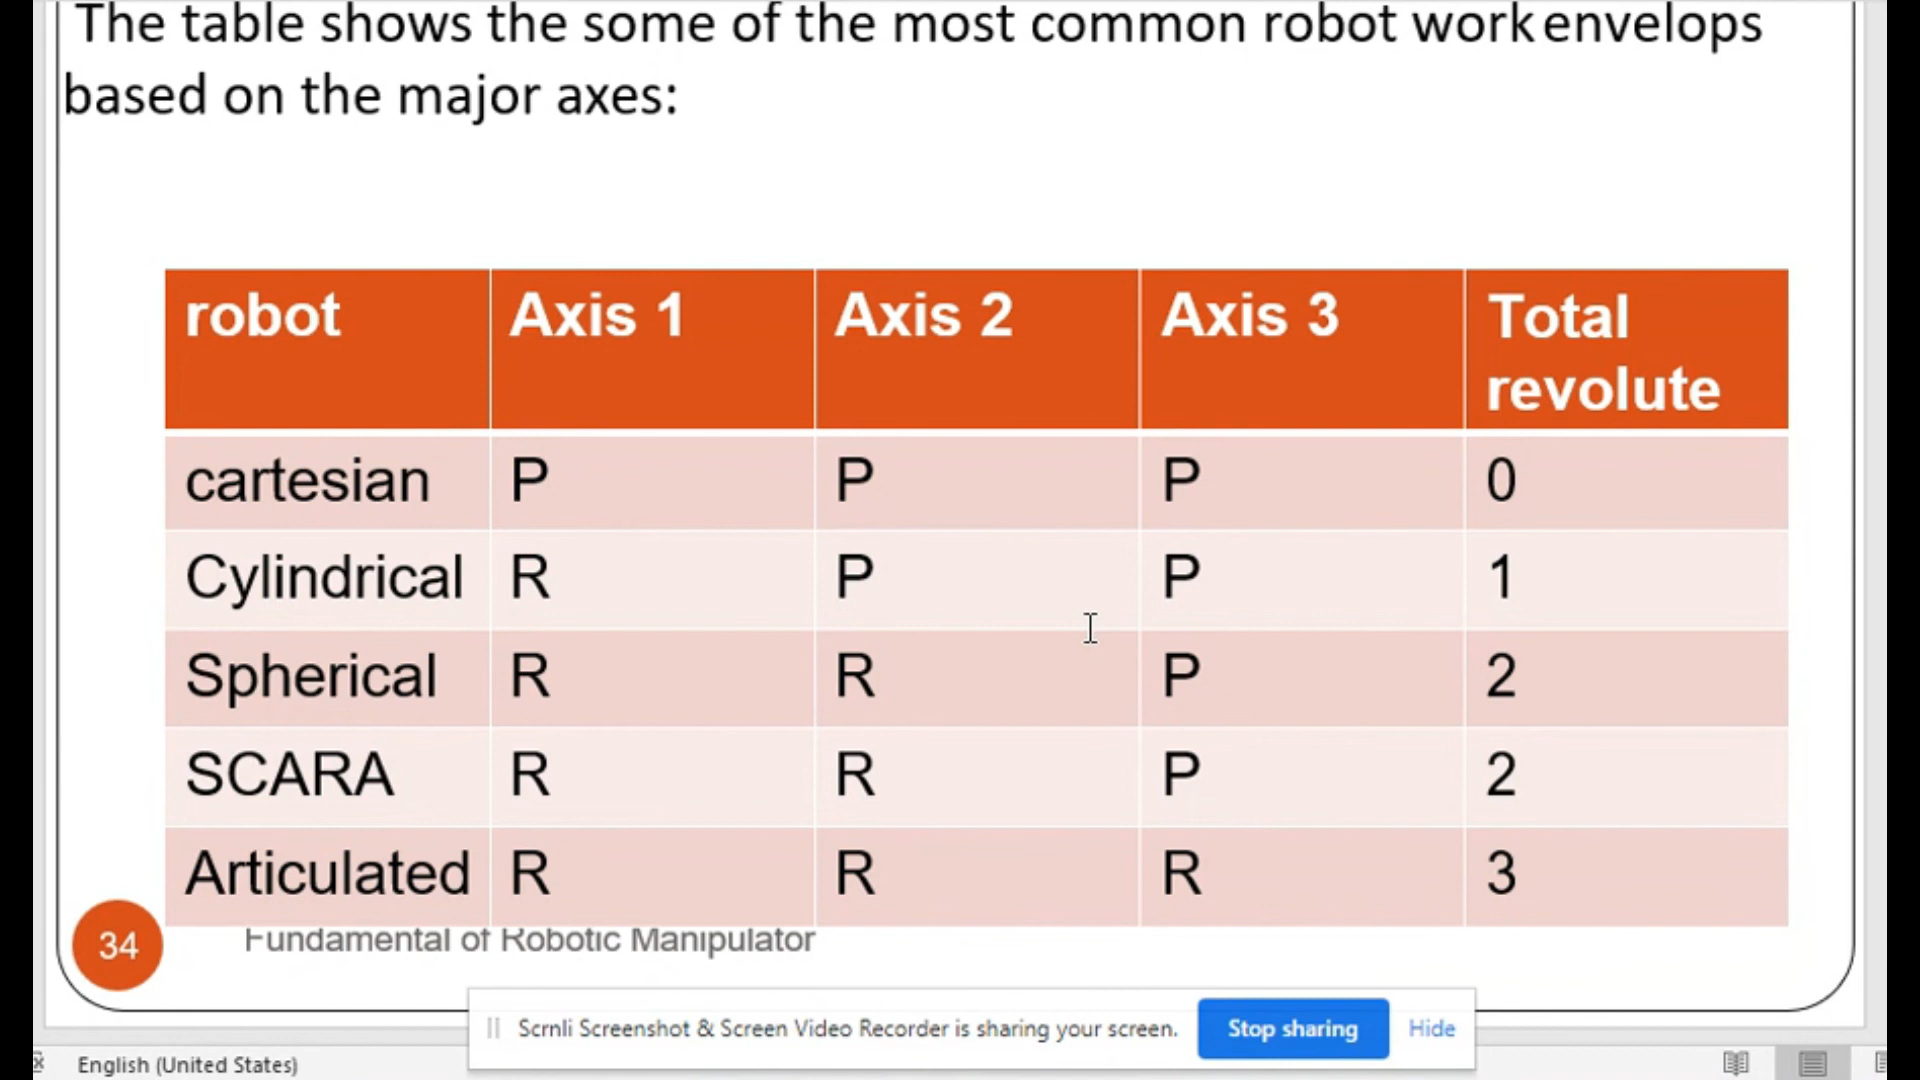 The table shows the some of the most common robot work envelops
based on the major axes:
robot Axis 1 Axis 2 Axis 3 Total revolute
cartesian P P P 0
Cylindrical R P P 1
Spherical R R P 2
SCARA R R P 2
Articulated R R R 3
34 Fundamental of Robotic Manipulator
Scrnli Screenshot & Screen Video Recorder is sharing your screen. Stop sharing Hide
English (United States)